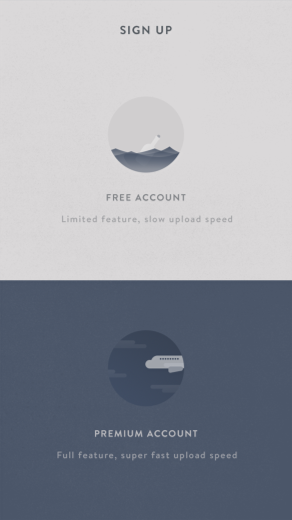 SIGN UP
FREE ACCOUNT
Limited feature, slow upload speed
PREMIUM ACCOUNT
Full feature, super fast upload speed